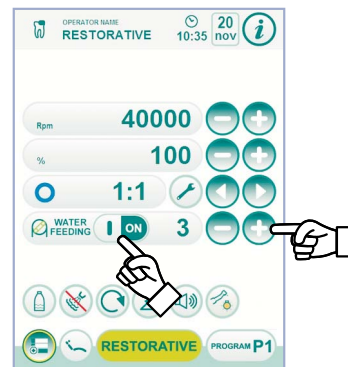 OPERATOR NAME
RESTORATIVE
10:35
20
nov
i
Rpm 40000
% 100
1:1
WATER FEEDING I ON 3
RESTORATIVE
PROGRAM P1